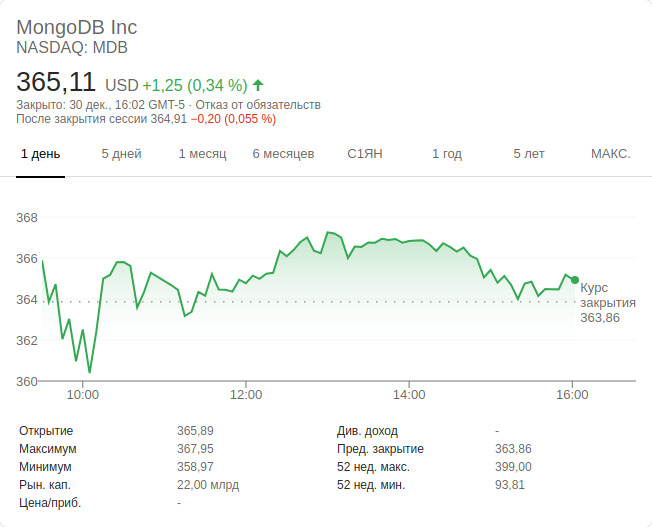 MongoDB Inc
NASDAQ: MDB
365,11 USD +1,25 (0,34 %)
Закрыто: 30 дек., 16:02 GMT-5 · Отказ от обязательств
После закрытия сессии 364,91 −0,20 (0,055 %)
1 день 5 дней 1 месяц 6 месяцев С1ЯН 1 год 5 лет МАКС.
368
366
364
362
360
Курс
закрытия
363,86
10:00 12:00 14:00 16:00
Открытие 365,89 Див. доход -
Максимум 367,95 Пред. закрытие 363,86
Минимум 358,97 52 нед. макс. 399,00
Рын. кап. 22,00 млрд 52 нед. мин. 93,81
Цена/приб. -